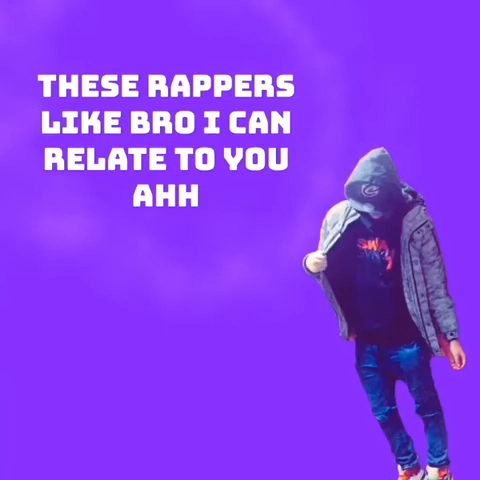 THESE RAPPERS
LIKE BRO I CAN
RELATE TO YOU
AHH